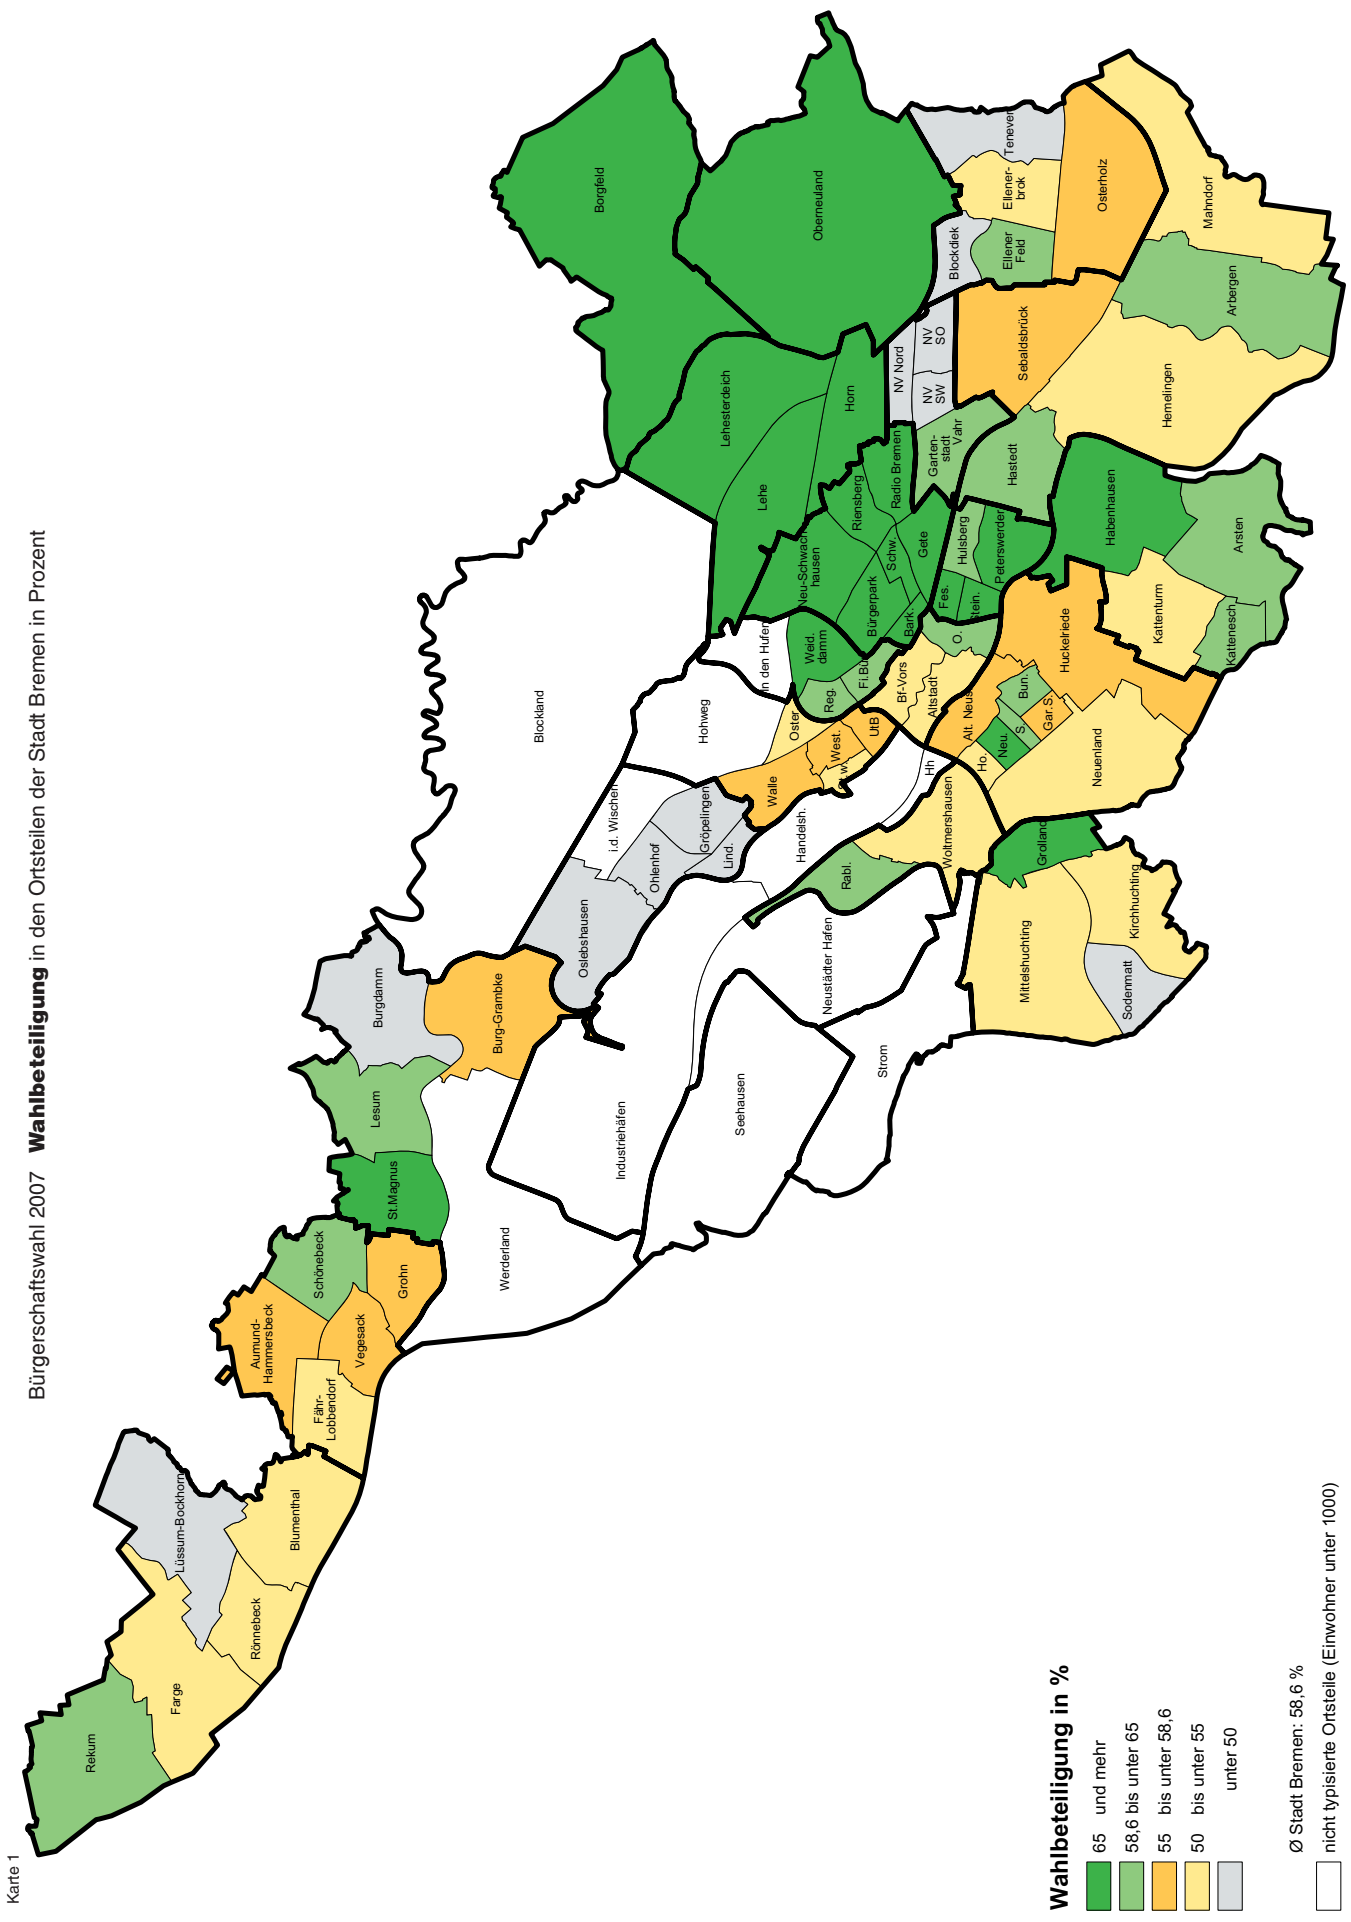 Karte 1
Bürgerschaftswahl 2007 Wahlbeteiligung in den Ortsteilen der Stadt Bremen in Prozent
Rekum
Farge
Rönnebeck
Lüssum-Bockhorn
Blumenthal
Fähr-
Lobbendorf
Aumund-
Hammersbeck
Vegesack
Schönebeck
Grohn
St.Magnus
Lesum
Burgdamm
Burg-Grambke
Werderland
Industriehäfen
Seehausen
Strom
Neustädter Hafen
Oslebshausen
Ohlenhof
i.d. Wischen
Gröpelingen
Lind.
Handelsh.
Rabl.
Woltmershausen
Hh
Blockland
Hohweg
In den Hufen
Walle
Oster
West.
UtB
Reg.
Fi.Bü
Weid.
damm
Bf-Vors
Altstadt
O.
Bürgerpark
Bark.
Neu-Schwach
hausen
Riensberg
Schw.
Gete
Radio Bremen
Lehe
Lehesterdeich
Horn
Borgfeld
Oberneuland
Fes.
Stein.
Hulsberg
Peterswerder
Garten-
stadt
Vahr
NV Nord
NV
SW
NV
SO
Hastedt
Sebaldsbrück
Hemelingen
Arbergen
Mahndorf
Blockdiek
Ellener
Feld
Ellener-
brok
Tenever
Osterholz
Habenhausen
Arsten
Kattenturm
Kattenesch
Huckelriede
Alt. Neus
Ho.
Neu.
S.
Bun.
Gar.S.
Neuenland
Grolland
Mittelshuchting
Kirchhuchting
Sodenmatt
Wahlbeteiligung in %
65 und mehr
58,6 bis unter 65
55 bis unter 58,6
50 bis unter 55
unter 50
Ø Stadt Bremen: 58,6 %
nicht typisierte Ortsteile (Einwohner unter 1000)